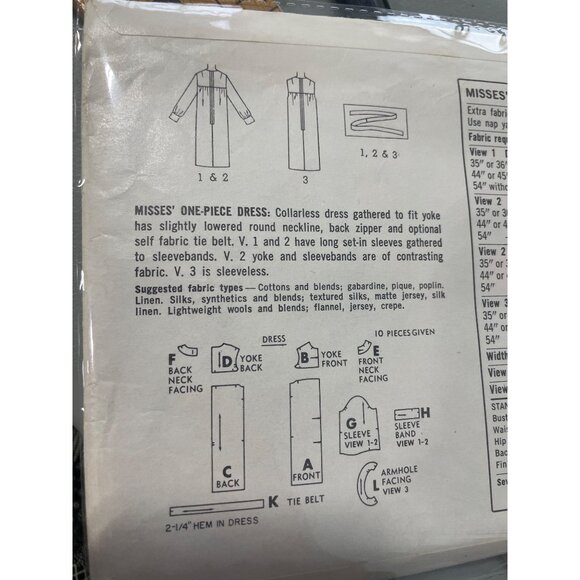 1 & 2
3
1, 2 & 3
MISSES' ONE-PIECE DRESS: Collarless dress gathered to fit yoke
has slightly lowered round neckline, back zipper and optional
self fabric tie belt. V. 1 and 2 have long set-in sleeves gathered
to sleevebands. V. 2 yoke and sleevebands are of contrasting
fabric. V. 3 is sleeveless.
Suggested fabric types — Cottons and blends; gabardine, pique, poplin.
Linen. Silks, synthetics and blends; textured silks, matte jersey, silk
linen. Lightweight wools and blends; flannel, jersey, crepe.
DRESS
10 PIECES GIVEN
F
BACK
NECK
FACING
D YOKE
BACK
B YOKE
FRONT
E
FRONT
NECK
FACING
C
BACK
A
FRONT
G
SLEEVE
VIEW 1-2
H
SLEEVE
BAND
VIEW 1-2
L
ARMHOLE
FACING
VIEW 3
K TIE BELT
2-1/4" HEM IN DRESS
MISSES'
Extra fabri
Use nap ya
Fabric requ
View 1
35" or 36
44" or 45
54" witho
View 2
35" or 3
44" or
54"
View 2
35" or 3
44" or
54"
View 3
35" or
44" or
54"
Width
View
View
STAN
Bust
Wais
Hip
Bac
Fin
Sew